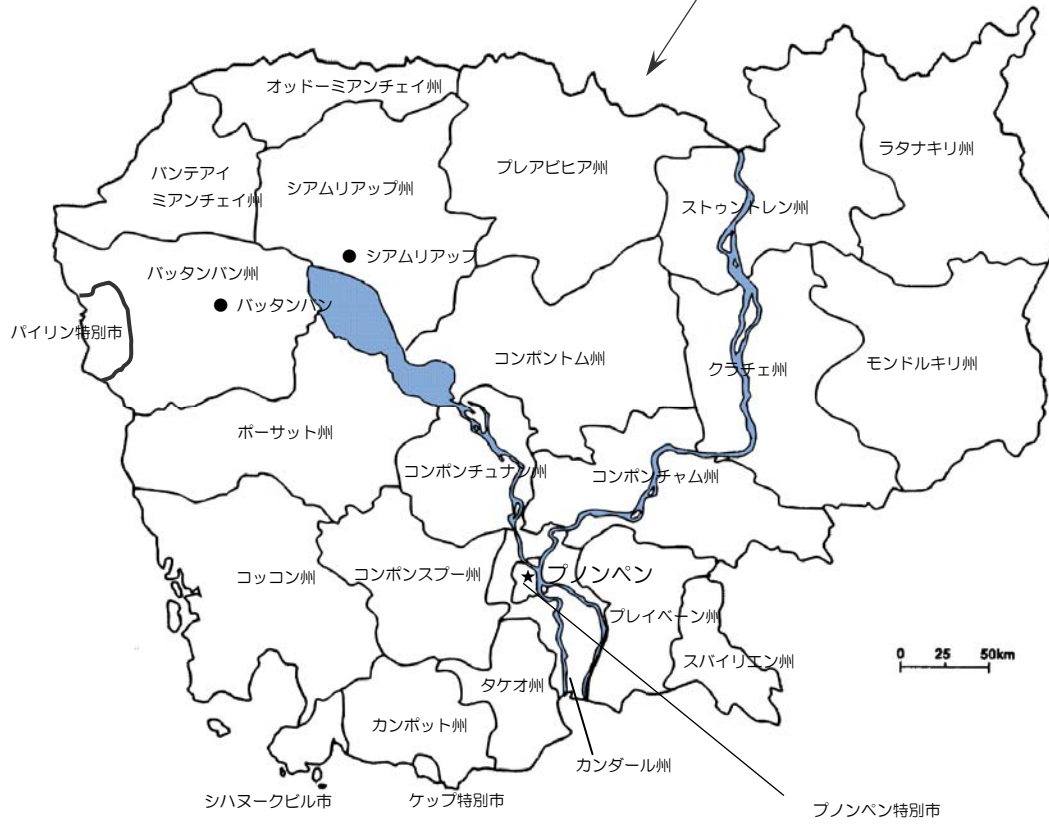 オッドーミアンチェイ州
プレアビヒア州
ラタナキリ州
バンテアイ
ミアンチェイ州
シアムリアップ州
ストゥントレン州
シアムリアップ
バッタンバン州
バッタンバン
パイリン特別市
コンポントム州
クラチェ州
モンドルキリ州
ポーサット州
コンポンチュナン州
コンポンチャム州
コッコン州
コンポンスプー州
★プノンペン
プレイベーン州
スバイリエン州
0 25 50km
タケオ州
カンポット州
カンダール州
シハヌークビル市
ケップ特別市
プノンペン特別市